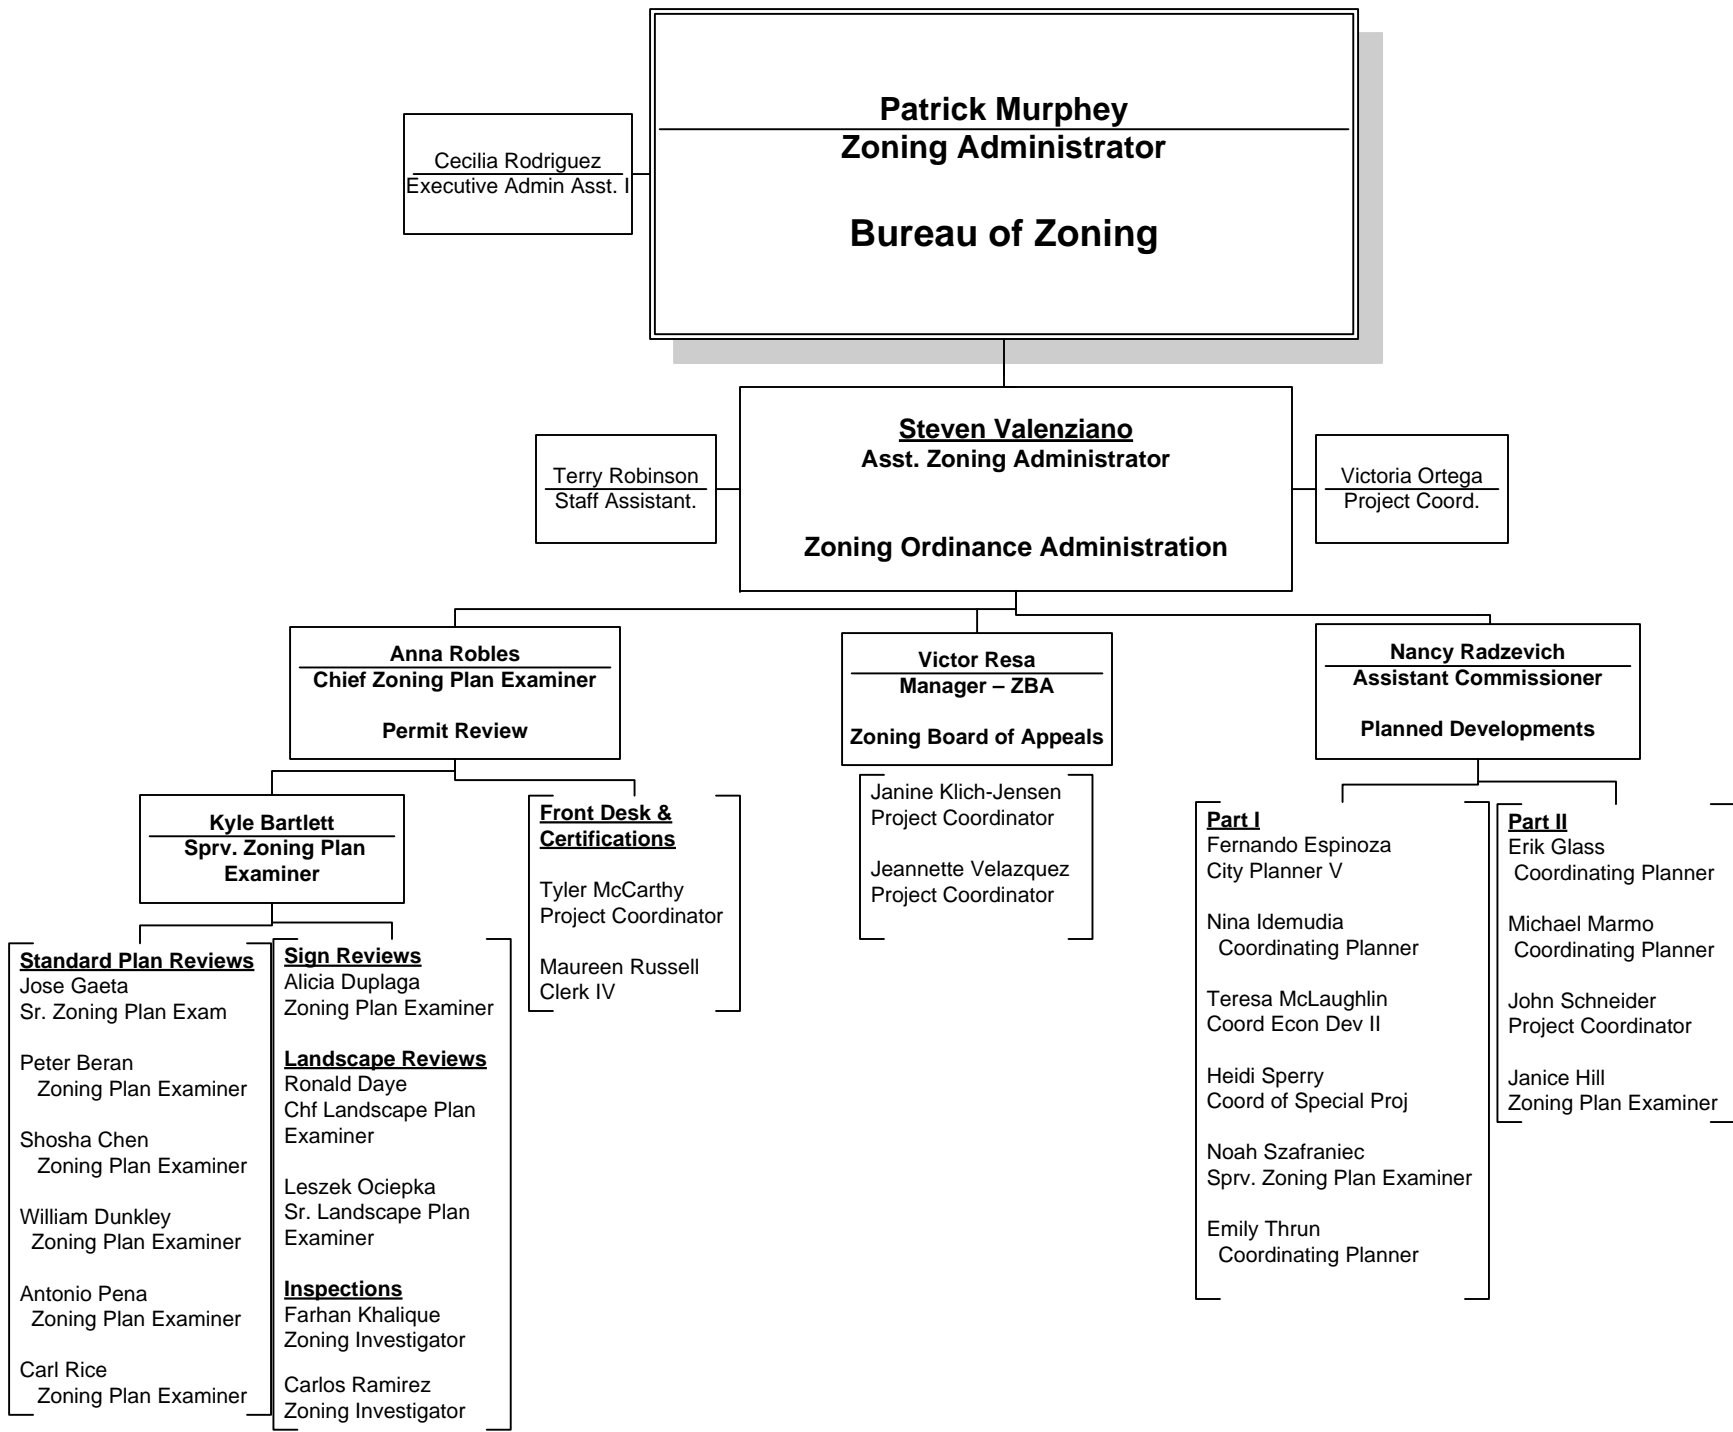 Patrick Murphey
Zoning Administrator
Bureau of Zoning
Cecilia Rodriguez
Executive Admin Asst. I
Steven Valenziano
Asst. Zoning Administrator
Zoning Ordinance Administration
Terry Robinson
Staff Assistant.
Victoria Ortega
Project Coord.
Anna Robles
Chief Zoning Plan Examiner
Permit Review
Victor Resa
Manager – ZBA
Zoning Board of Appeals
Nancy Radzevich
Assistant Commissioner
Planned Developments
Kyle Bartlett
Sprv. Zoning Plan
Examiner
Front Desk &
Certifications
Tyler McCarthy
Project Coordinator
Maureen Russell
Clerk IV
Janine Klich-Jensen
Project Coordinator
Jeannette Velazquez
Project Coordinator
Part I
Fernando Espinoza
City Planner V
Nina Idemudia
Coordinating Planner
Teresa McLaughlin
Coord Econ Dev II
Heidi Sperry
Coord of Special Proj
Noah Szafraniec
Sprv. Zoning Plan Examiner
Emily Thrun
Coordinating Planner
Part II
Erik Glass
Coordinating Planner
Michael Marmo
Coordinating Planner
John Schneider
Project Coordinator
Janice Hill
Zoning Plan Examiner
Standard Plan Reviews
Jose Gaeta
Sr. Zoning Plan Exam
Peter Beran
Zoning Plan Examiner
Shosha Chen
Zoning Plan Examiner
William Dunkley
Zoning Plan Examiner
Antonio Pena
Zoning Plan Examiner
Carl Rice
Zoning Plan Examiner
Sign Reviews
Alicia Duplaga
Zoning Plan Examiner
Landscape Reviews
Ronald Daye
Chf Landscape Plan
Examiner
Leszek Ociepka
Sr. Landscape Plan
Examiner
Inspections
Farhan Khalique
Zoning Investigator
Carlos Ramirez
Zoning Investigator